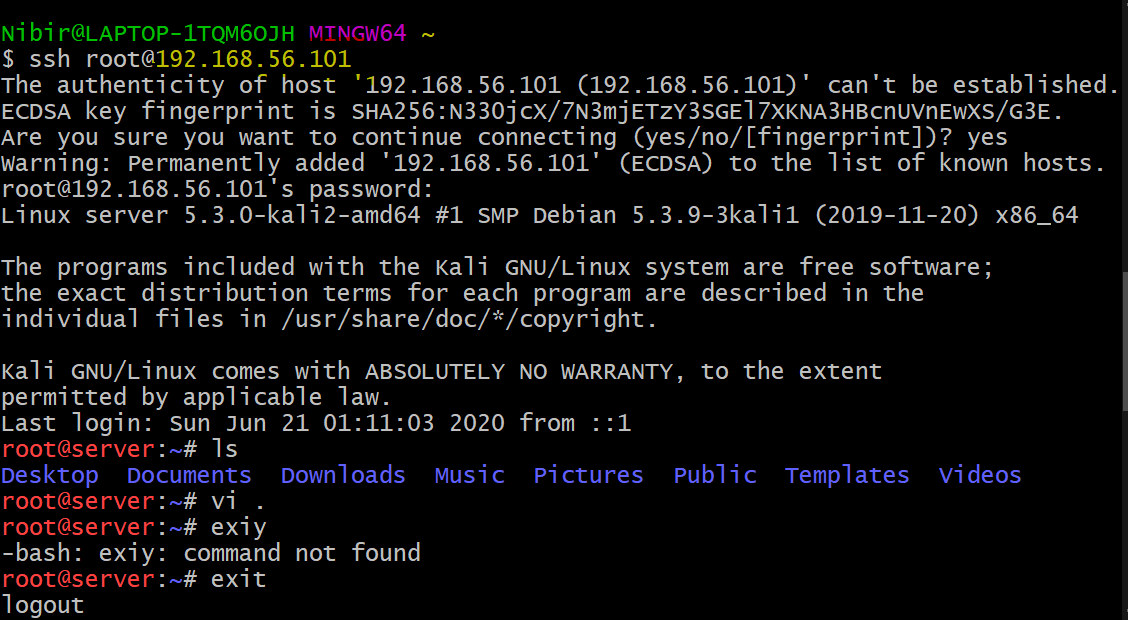 Nibir@LAPTOP-1TQM6OJH MINGW64 ~
$ ssh root@192.168.56.101
The authenticity of host '192.168.56.101 (192.168.56.101)' can't be established.
ECDSA key fingerprint is SHA256:N33OjcX/7N3mjETzY3SGEl7XKNA3HBcnUVnEwXS/G3E.
Are you sure you want to continue connecting (yes/no/[fingerprint])? yes
Warning: Permanently added '192.168.56.101' (ECDSA) to the list of known hosts.
root@192.168.56.101's password:
Linux server 5.3.0-kali2-amd64 #1 SMP Debian 5.3.9-3kali1 (2019-11-20) x86_64
The programs included with the Kali GNU/Linux system are free software;
the exact distribution terms for each program are described in the
individual files in /usr/share/doc/*/copyright.
Kali GNU/Linux comes with ABSOLUTELY NO WARRANTY, to the extent
permitted by applicable law.
Last login: Sun Jun 21 01:11:03 2020 from ::1
root@server:~# ls
Desktop  Documents  Downloads  Music  Pictures  Public  Templates  Videos
root@server:~# vi .
root@server:~# exiy
-bash: exiy: command not found
root@server:~# exit
logout